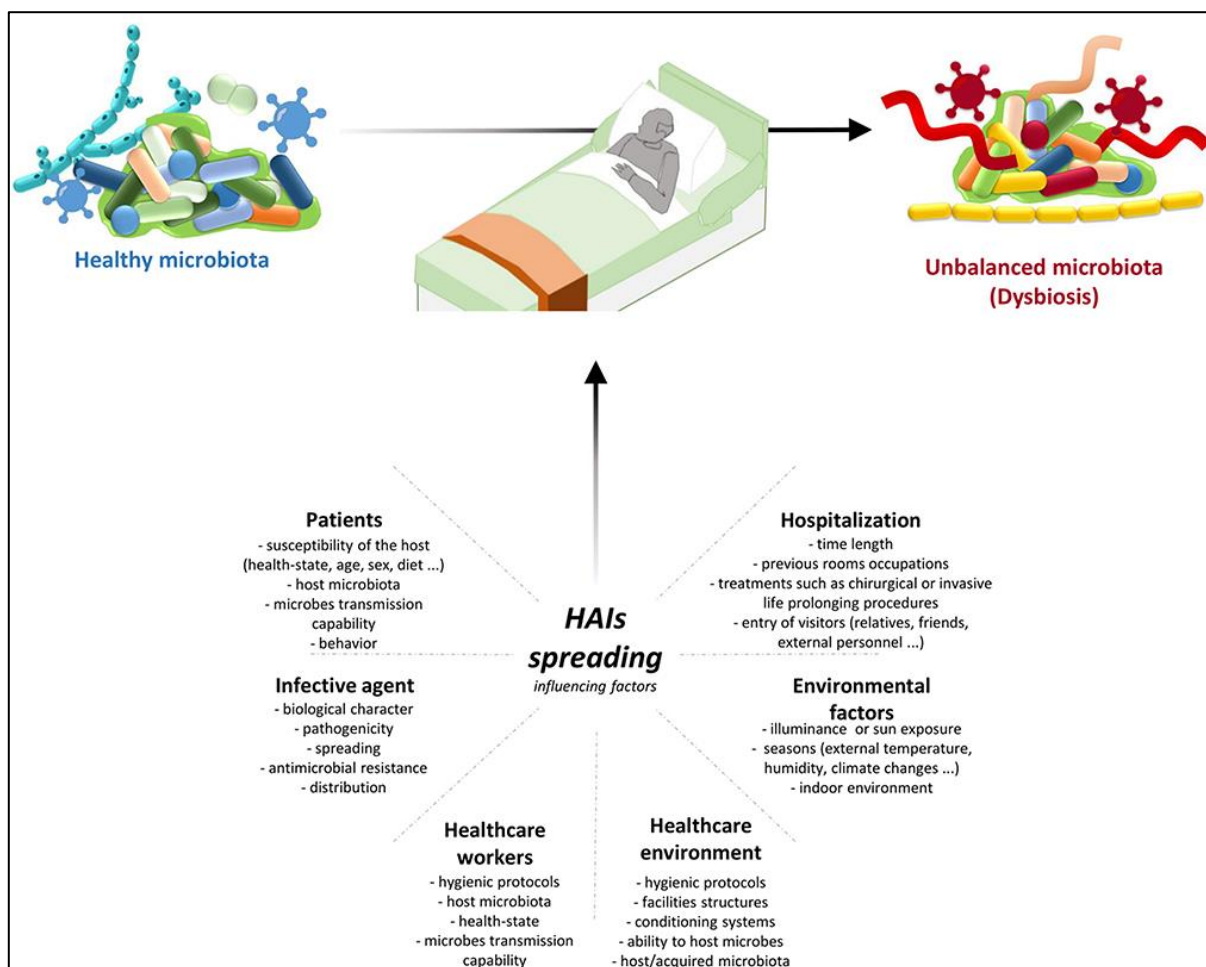 Healthy microbiota
Unbalanced microbiota
(Dysbiosis)
Patients
- susceptibility of the host
(health-state, age, sex, diet ...)
- host microbiota
- microbes transmission
capability
- behavior
Hospitalization
- time length
- previous rooms occupations
- treatments such as chirurgical or invasive
life prolonging procedures
- entry of visitors (relatives, friends,
external personnel ...)
HAIs
spreading
influencing factors
Infective agent
- biological character
- pathogenicity
- spreading
- antimicrobial resistance
- distribution
Environmental
factors
- illuminance or sun exposure
- seasons (external temperature,
humidity, climate changes ...)
- indoor environment
Healthcare
workers
- hygienic protocols
- host microbiota
- health-state
- microbes transmission
capability
Healthcare
environment
- hygienic protocols
- facilities structures
- conditioning systems
- ability to host microbes
- host/acquired microbiota